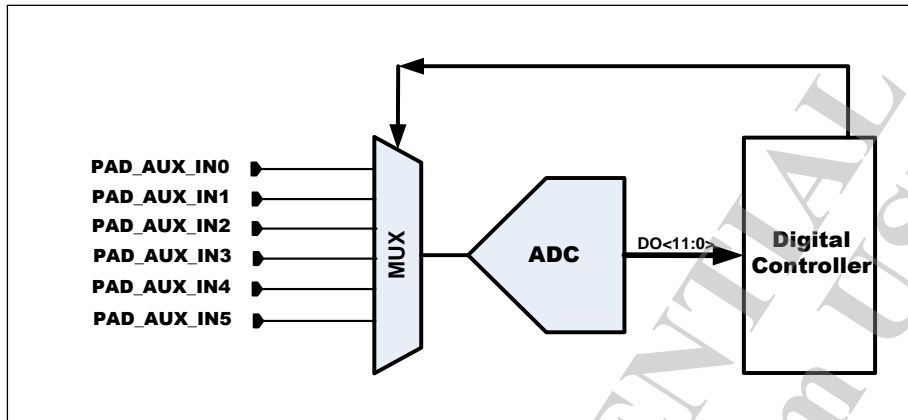 PAD_AUX_IN0
PAD_AUX_IN1
PAD_AUX_IN2
PAD_AUX_IN3
PAD_AUX_IN4
PAD_AUX_IN5
MUX
ADC
DO<11:0>
Digital
Controller